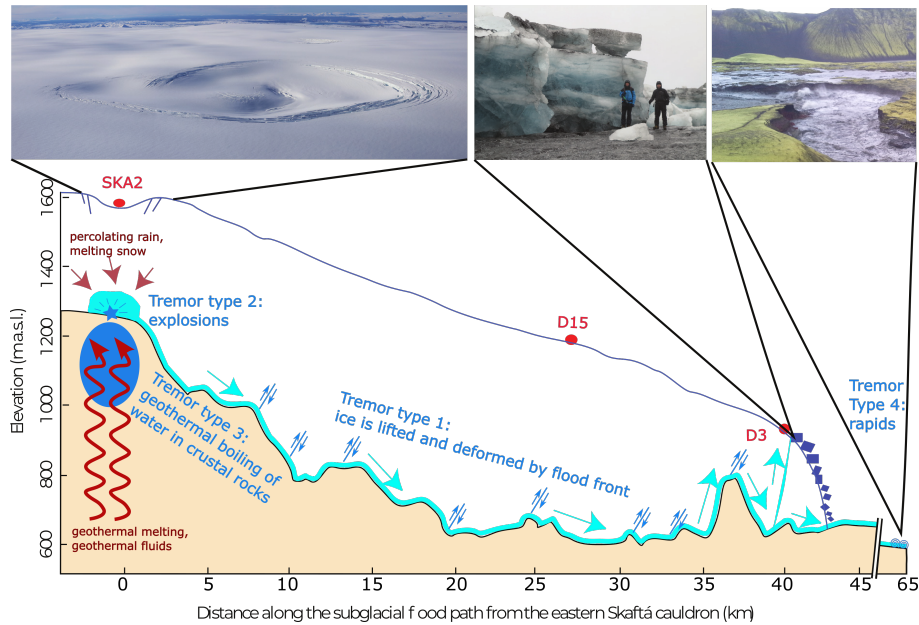 SKA2
percolating rain,
melting snow
Tremor type 2:
explosions
D15
Tremor
Type 4:
rapids
Tremor type 3:
geothermal boiling of
water in crustal rocks
Tremor type 1:
ice is lifted and deformed by flood front
D3
geothermal melting,
geothermal fluids
Elevation (m a.s.l.)
1600
1400
1200
1000
800
600
0 5 10 15 20 25 30 35 40 45 65
Distance along the subglacial f ood path from the eastern Skaftá cauldron (km)